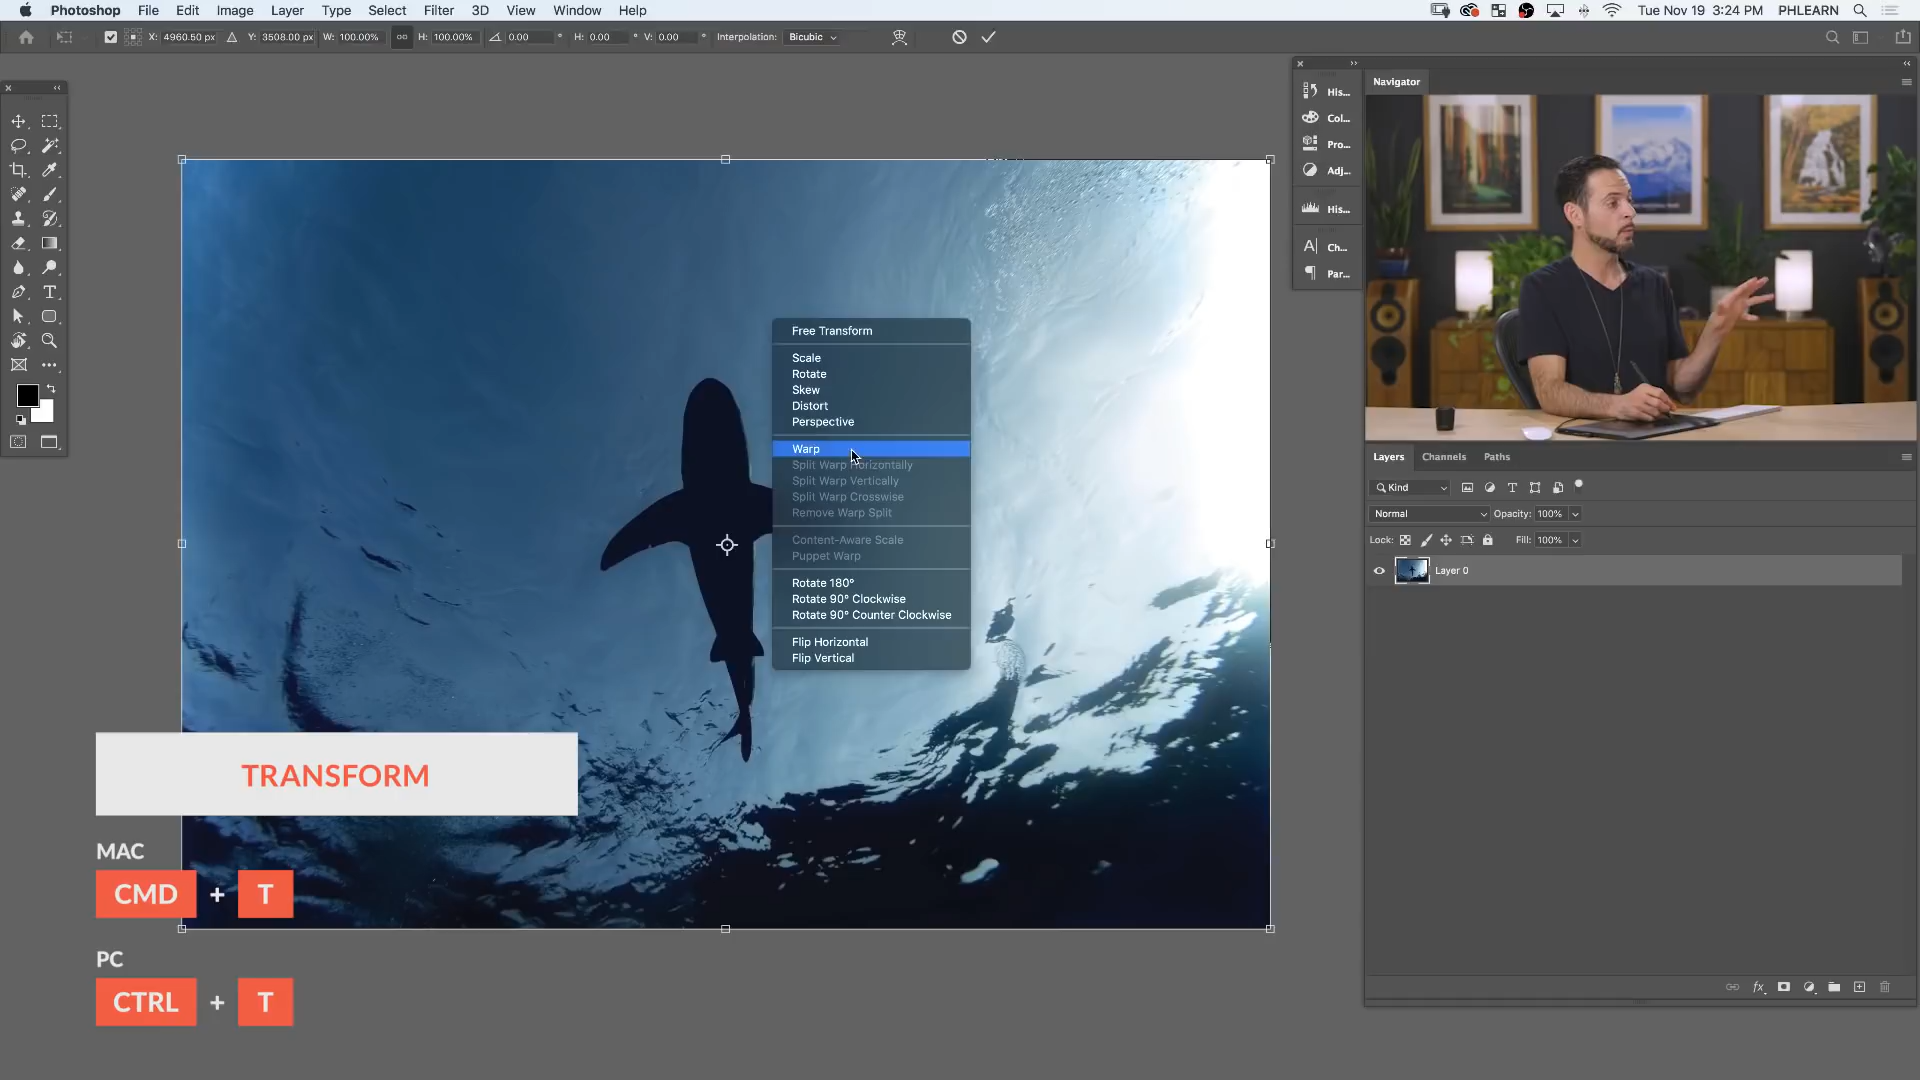 Photoshop File Edit Image Layer Type Select Filter 3D View Window Help Tue Nov 19 3:24 PM PHLEARN
X: 4960.50 px Y: 3508.00 px W: 100.00% H: 100.00% 0.00 ° H: 0.00 ° V: 0.00 ° Interpolation: Bicubic
Navigator
His...
Col...
Pro...
Adj...
His...
Ch...
Par...
Free Transform
Scale
Rotate
Skew
Distort
Perspective
Warp
Split Warp Horizontally
Split Warp Vertically
Split Warp Crosswise
Remove Warp Split
Content-Aware Scale
Puppet Warp
Rotate 180°
Rotate 90° Clockwise
Rotate 90° Counter Clockwise
Flip Horizontal
Flip Vertical
Layers Channels Paths
Kind
Normal Opacity: 100%
Lock: Fill: 100%
Layer 0
fx
TRANSFORM
MAC
CMD + T
PC
CTRL + T